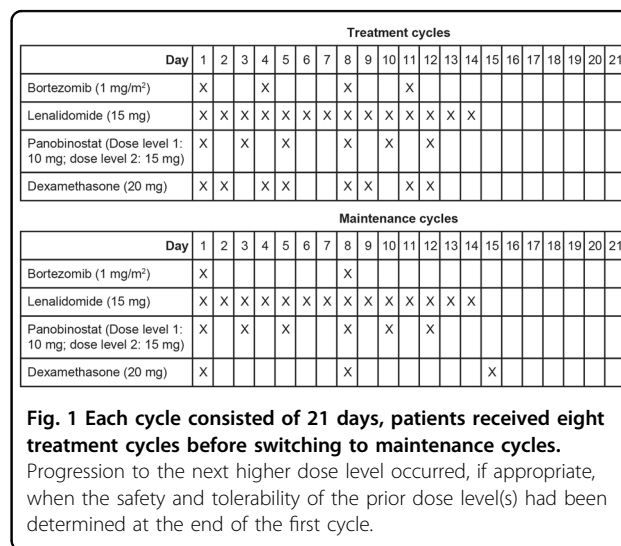 Treatment cycles
Day 1 2 3 4 5 6 7 8 9 10 11 12 13 14 15 16 17 18 19 20 21
Bortezomib (1 mg/m²) X X X X
Lenalidomide (15 mg) X X X X X X X X X X X X X X
Panobinostat (Dose level 1: X X X X X X
10 mg; dose level 2: 15 mg)
Dexamethasone (20 mg) X X X X X X X X
Maintenance cycles
Day 1 2 3 4 5 6 7 8 9 10 11 12 13 14 15 16 17 18 19 20 21
Bortezomib (1 mg/m²) X X
Lenalidomide (15 mg) X X X X X X X X X X X X X X
Panobinostat (Dose level 1: X X X X X X
10 mg; dose level 2: 15 mg)
Dexamethasone (20 mg) X X X
Fig. 1 Each cycle consisted of 21 days, patients received eight
treatment cycles before switching to maintenance cycles.
Progression to the next higher dose level occurred, if appropriate,
when the safety and tolerability of the prior dose level(s) had been
determined at the end of the first cycle.